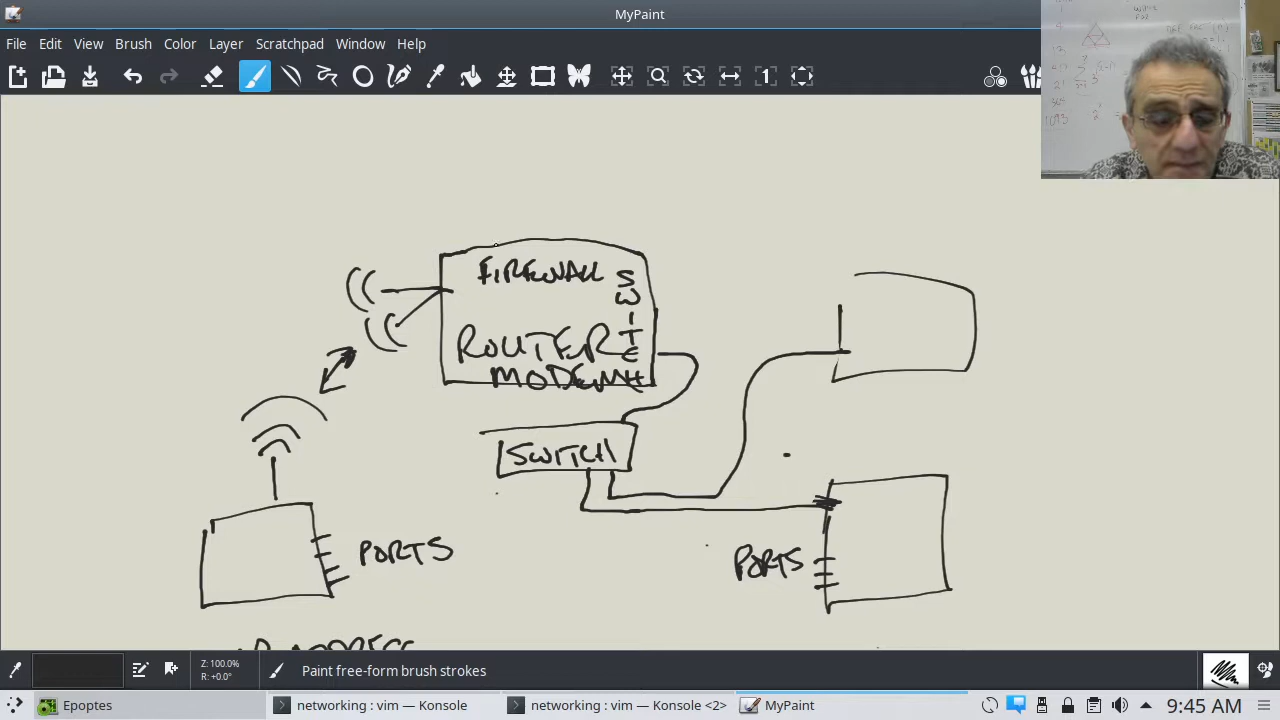 MyPaint
File Edit View Brush Color Layer Scratchpad Window Help
FIREWALL
SWITCH
ROUTER
MODEM
SWITCH
PORTS
PORTS
ADDRESS
Z: 100.0%
R: +0.0°
Paint free-form brush strokes
Epoptes
networking : vim — Konsole
networking : vim — Konsole <2>
MyPaint
9:45 AM